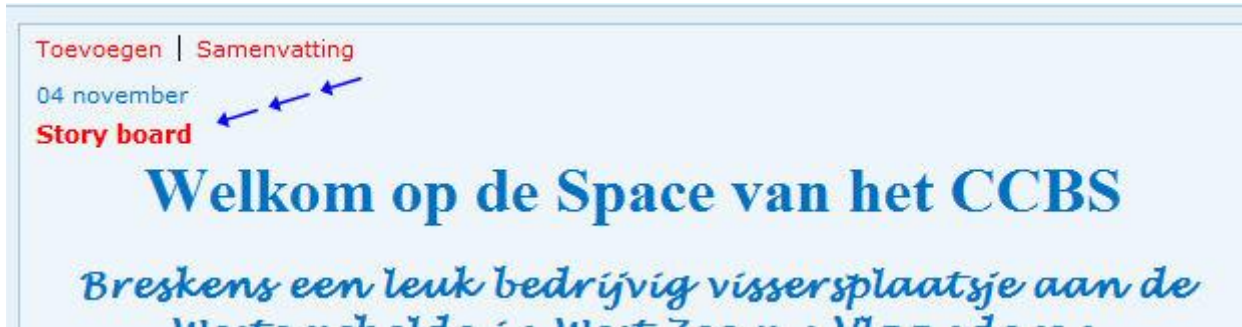 Toevoegen | Samenvatting
04 november
Story board
Welkom op de Space van het CCBS
Breskens een leuk bedrijvig vissersplaatsje aan de